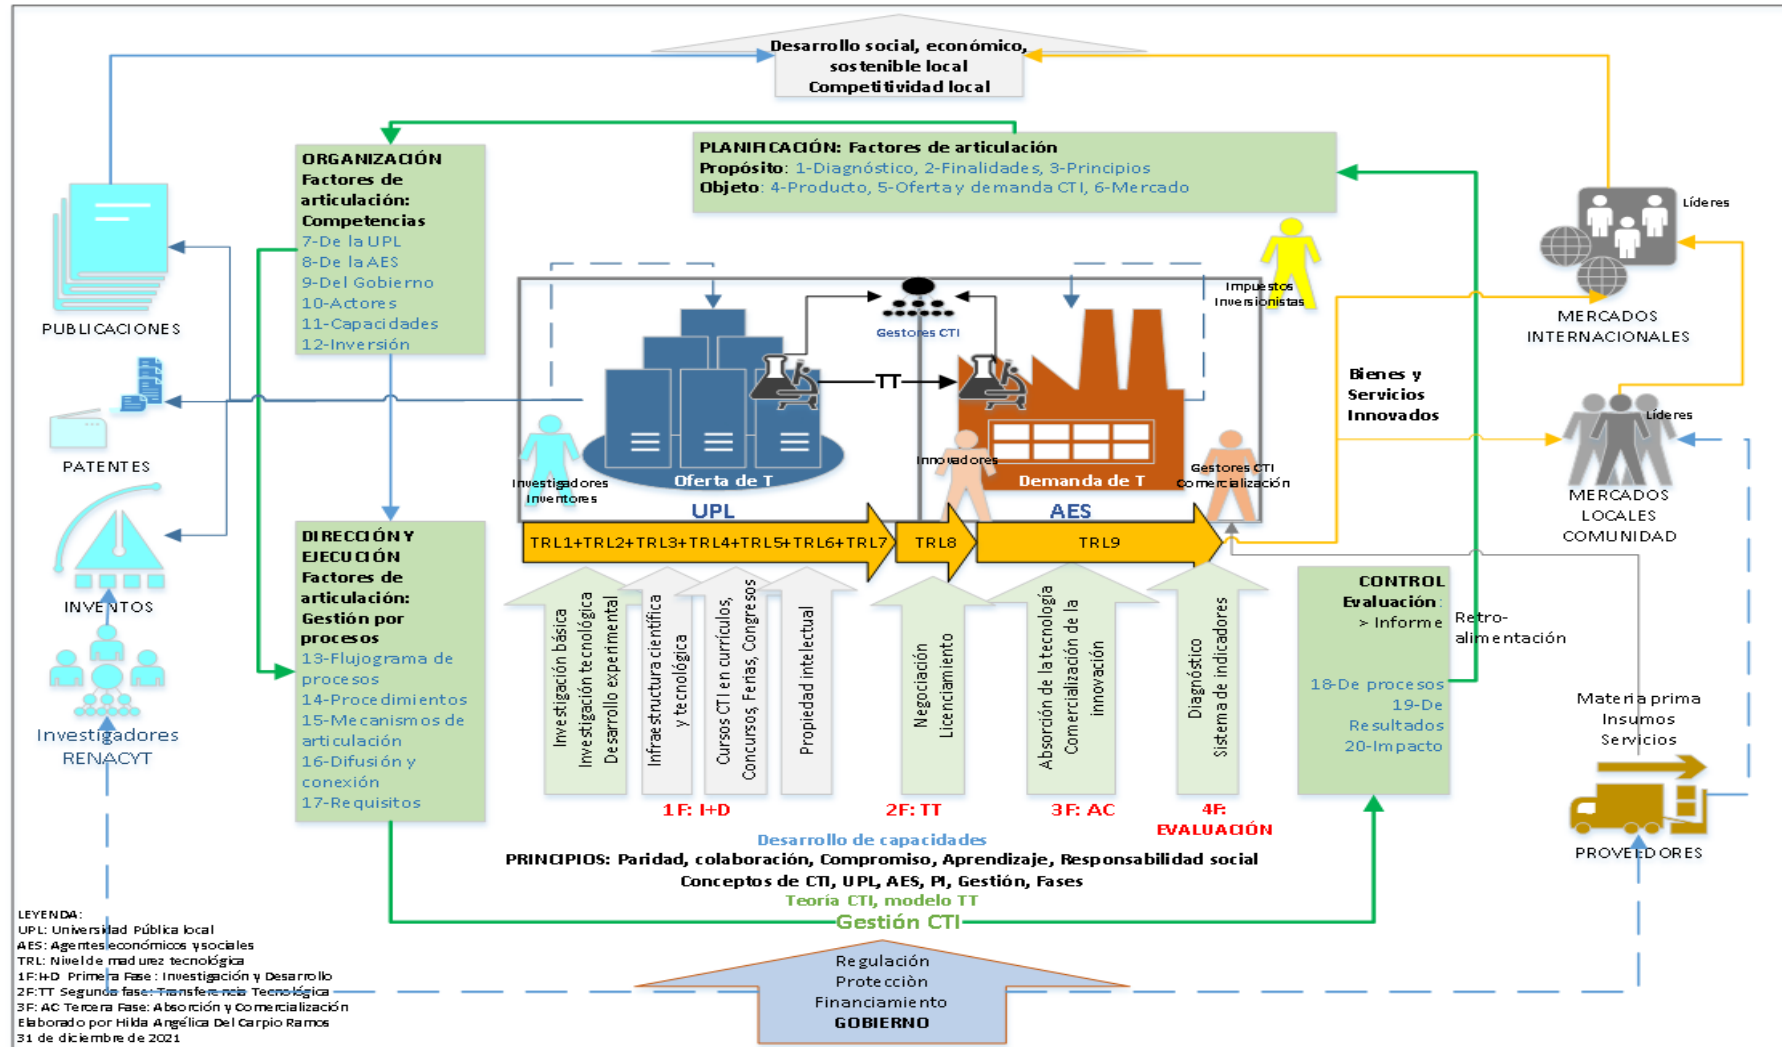 Desarrollo social, económico,
sostenible local
Competitividad local
PLANIFICACIÓN: Factores de articulación
Propósito: 1-Diagnóstico, 2-Finalidades, 3-Principios
Objeto: 4-Producto, 5-Oferta y demanda CTI, 6-Mercado
ORGANIZACIÓN
Factores de
articulación:
Competencias
7-De la UPL
8-De la AES
9-Del Gobierno
10-Actores
11-Capacidades
12-Inversión
PUBLICACIONES
PATENTES
INVENTOS
Investigadores
RENACYT
DIRECCIÓN Y
EJECUCIÓN
Factores de
articulación:
Gestión por
procesos
13-Flujograma de
procesos
14-Procedimientos
15-Mecanismos de
articulación
16-Difusión y
conexión
17-Requisitos
Gestores CTI
TT
Impuestos
Inversionistas
Investigadores
Inventores
Oferta de T
UPL
Innovadores
Demanda de T
AES
Gestores CTI
Comercialización
Líderes
MERCADOS
INTERNACIONALES
Bienes y
Servicios
Innovados
Líderes
MERCADOS
LOCALES
COMUNIDAD
TRL1+TRL2+TRL3+TRL4+TRL5+TRL6+TRL7
TRL8
TRL9
Investigación básica
Investigación tecnológica
Desarrollo experimental
Infraestructura científica
y tecnológica
Cursos CTI en currículos,
Concursos, Ferias, Congresos
Propiedad intelectual
Negociación
Licenciamiento
Absorción de la tecnología
Comercialización de la
innovación
Diagnóstico
Sistema de indicadores
1F: I+D
2F: TT
3F: AC
4F:
EVALUACIÓN
CONTROL
Evaluación:
> Informe
18-De procesos
19-De
Resultados
20-Impacto
Retro-
alimentación
Materia prima
Insumos
Servicios
PROVEEDORES
Desarrollo de capacidades
PRINCIPIOS: Paridad, colaboración, Compromiso, Aprendizaje, Responsabilidad social
Conceptos de CTI, UPL, AES, PI, Gestión, Fases
Teoría CTI, modelo TT
Gestión CTI
Regulación
Protecciòn
Financiamiento
GOBIERNO
LEYENDA:
UPL: Universidad Pública local
AES: Agentes económicos y sociales
TRL: Nivel de madurez tecnológica
1F:I+D Primera Fase: Investigación y Desarrollo
2F:TT Segunda fase: Transferencia Tecnológica
3F: AC Tercera Fase: Absorción y Comercialización
Elaborado por Hilda Angélica Del Carpio Ramos
31 de diciembre de 2021